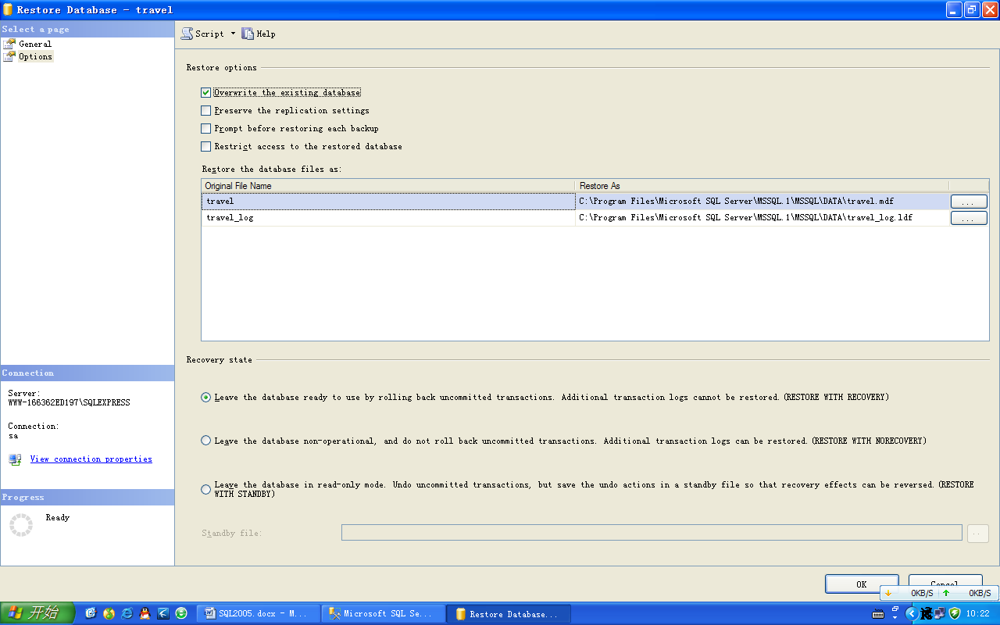 Restore Database - travel
Select a page
General
Options
Script
Help
Restore options
Overwrite the existing database
Preserve the replication settings
Prompt before restoring each backup
Restrict access to the restored database
Restore the database files as:
Original File Name
Restore As
travel
C:\Program Files\Microsoft SQL Server\MSSQL.1\MSSQL\DATA\travel.mdf
...
travel_log
C:\Program Files\Microsoft SQL Server\MSSQL.1\MSSQL\DATA\travel_log.ldf
...
Connection
Server:
WWW-166362ED197\SQLEXPRESS
Connection:
sa
View connection properties
Progress
Ready
Recovery state
Leave the database ready to use by rolling back uncommitted transactions. Additional transaction logs cannot be restored. (RESTORE WITH RECOVERY)
Leave the database non-operational, and do not roll back uncommitted transactions. Additional transaction logs can be restored. (RESTORE WITH NORECOVERY)
Leave the database in read-only mode. Undo uncommitted transactions, but save the undo actions in a standby file so that recovery effects can be reversed. (RESTORE
WITH STANDBY)
Standby file:
OK
Cancel
0KB/S
0KB/S
开始
SQL2005.docx - M...
Microsoft SQL Se...
Restore Database...
10:22